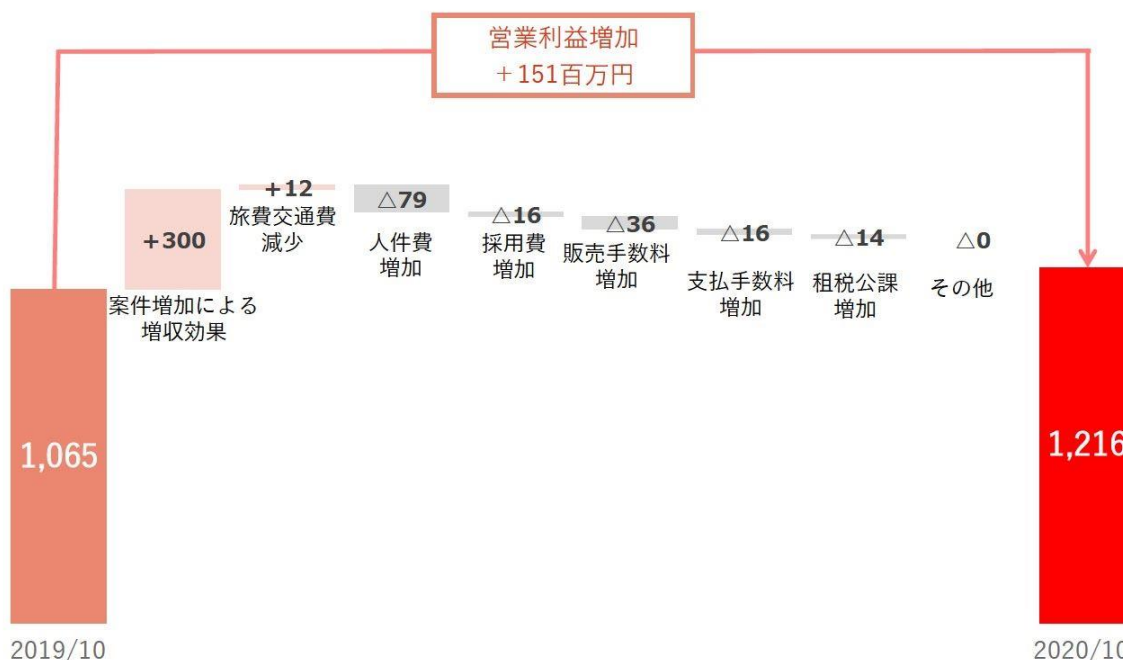 営業利益増加
+151百万円
+300
案件増加による
増収効果
+12
旅費交通費
減少
△79
人件費
増加
△16
採用費
増加
△36
販売手数料
増加
△16
支払手数料
増加
△14
租税公課
増加
△0
その他
1,065
1,216
2019/10
2020/10